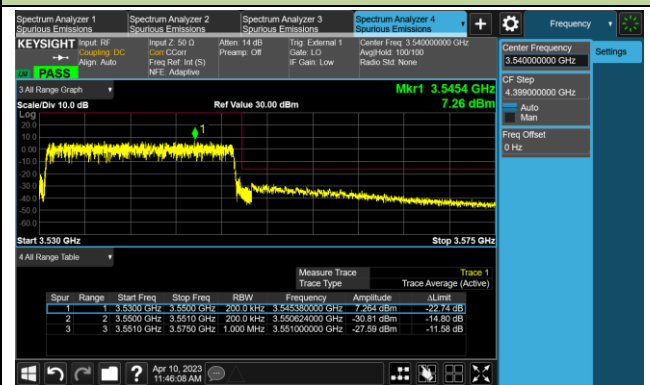 Spectrum Analyzer 1
Spurious Emissions
Spectrum Analyzer 2
Spurious Emissions
Spectrum Analyzer 3
Spurious Emissions
Spectrum Analyzer 4
Spurious Emissions
Frequency
KEYSIGHT
Input: RF
Coupling: DC
Align: Auto
Input Z: 50 Ω
Corr CCorr
Freq Ref: Int (S)
NFE: Adaptive
Atten: 14 dB
Preamp: Off
Trig: External 1
Gate: LO
IF Gain: Low
Center Freq: 3.540000000 GHz
Avg|Hold: 100/100
Radio Std: None
PASS
Center Frequency
3.540000000 GHz
Settings
CF Step
4.399000000 GHz
Auto
Man
Freq Offset
0 Hz
3 All Range Graph
Mkr1 3.5454 GHz
Scale/Div 10.0 dB
Ref Value 30.00 dBm
7.26 dBm
Log
20.0
10.0
0.00
-10.0
-20.0
-30.0
-40.0
-50.0
-60.0
1
Start 3.530 GHz
Stop 3.575 GHz
4 All Range Table
Measure Trace Trace 1
Trace Type Trace Average (Active)
Spur Range Start Freq Stop Freq RBW Frequency Amplitude ΔLimit
1 1 3.5300 GHz 3.5500 GHz 200.0 kHz 3.545380000 GHz 7.264 dBm -22.74 dB
2 2 3.5500 GHz 3.5510 GHz 200.0 kHz 3.550624000 GHz -30.81 dBm -14.80 dB
3 3 3.5510 GHz 3.5750 GHz 1.000 MHz 3.551000000 GHz -27.59 dBm -11.58 dB
Apr 10, 2023
11:46:08 AM